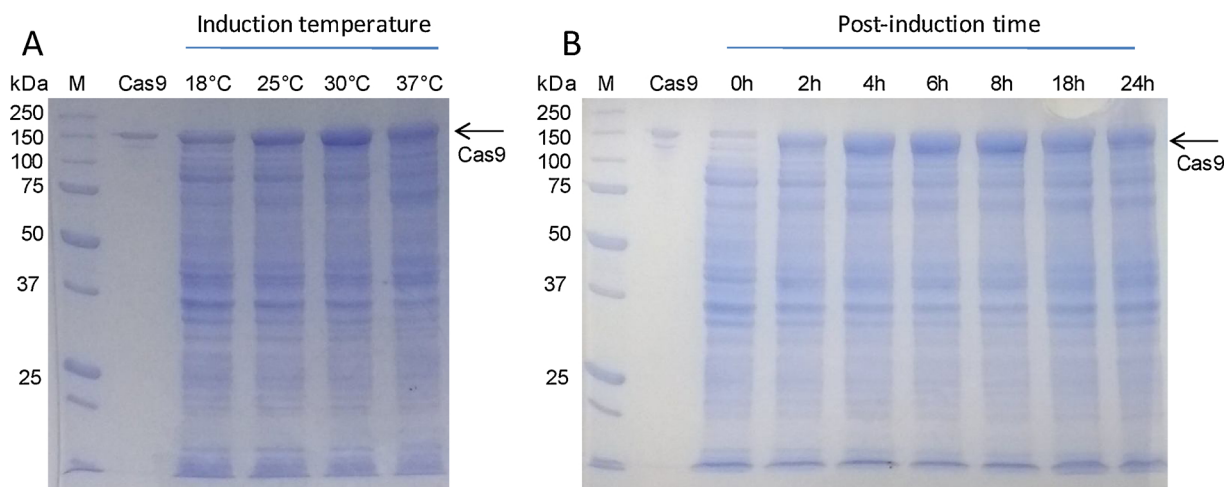 A
Induction temperature
kDa M Cas9 18°C 25°C 30°C 37°C
250
150
100
75
50
37
25
Cas9
B
Post-induction time
kDa M Cas9 0h 2h 4h 6h 8h 18h 24h
250
150
100
75
50
37
25
Cas9